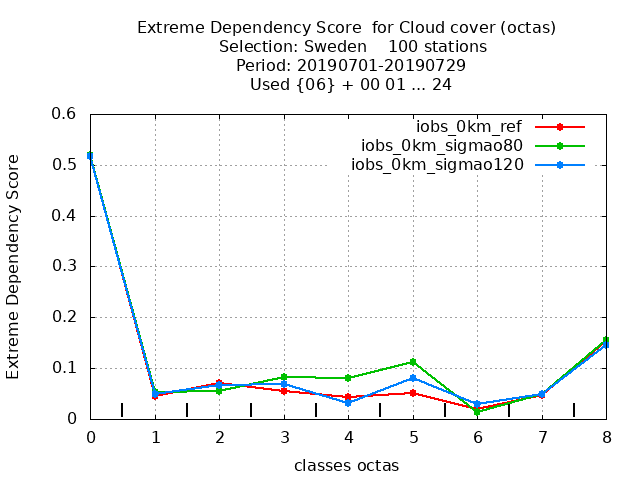 Extreme Dependency Score  for Cloud cover (octas)
Selection: Sweden    100 stations
Period: 20190701-20190729
Used {06} + 00 01 ... 24
iobs_0km_ref
iobs_0km_sigmao80
iobs_0km_sigmao120
Extreme Dependency Score
0.6
0.5
0.4
0.3
0.2
0.1
0
0 1 2 3 4 5 6 7 8
classes octas